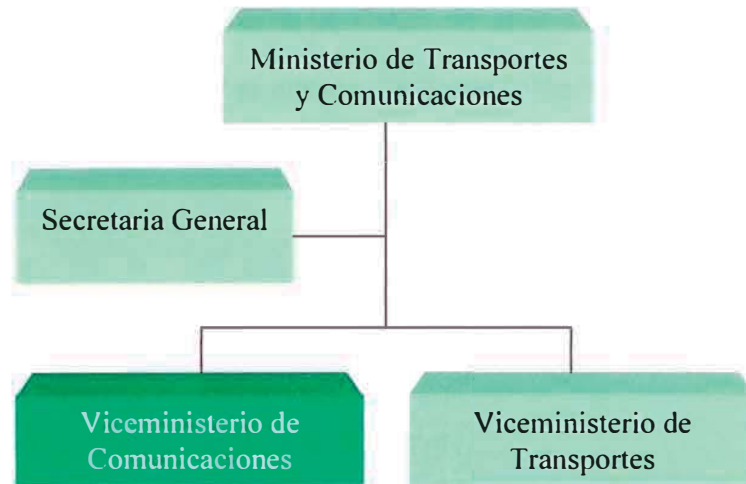 Ministerio de Transportes
y Comunicaciones
Secretaria General
Viceministerio de
Comunicaciones
Viceministerio de
Transportes